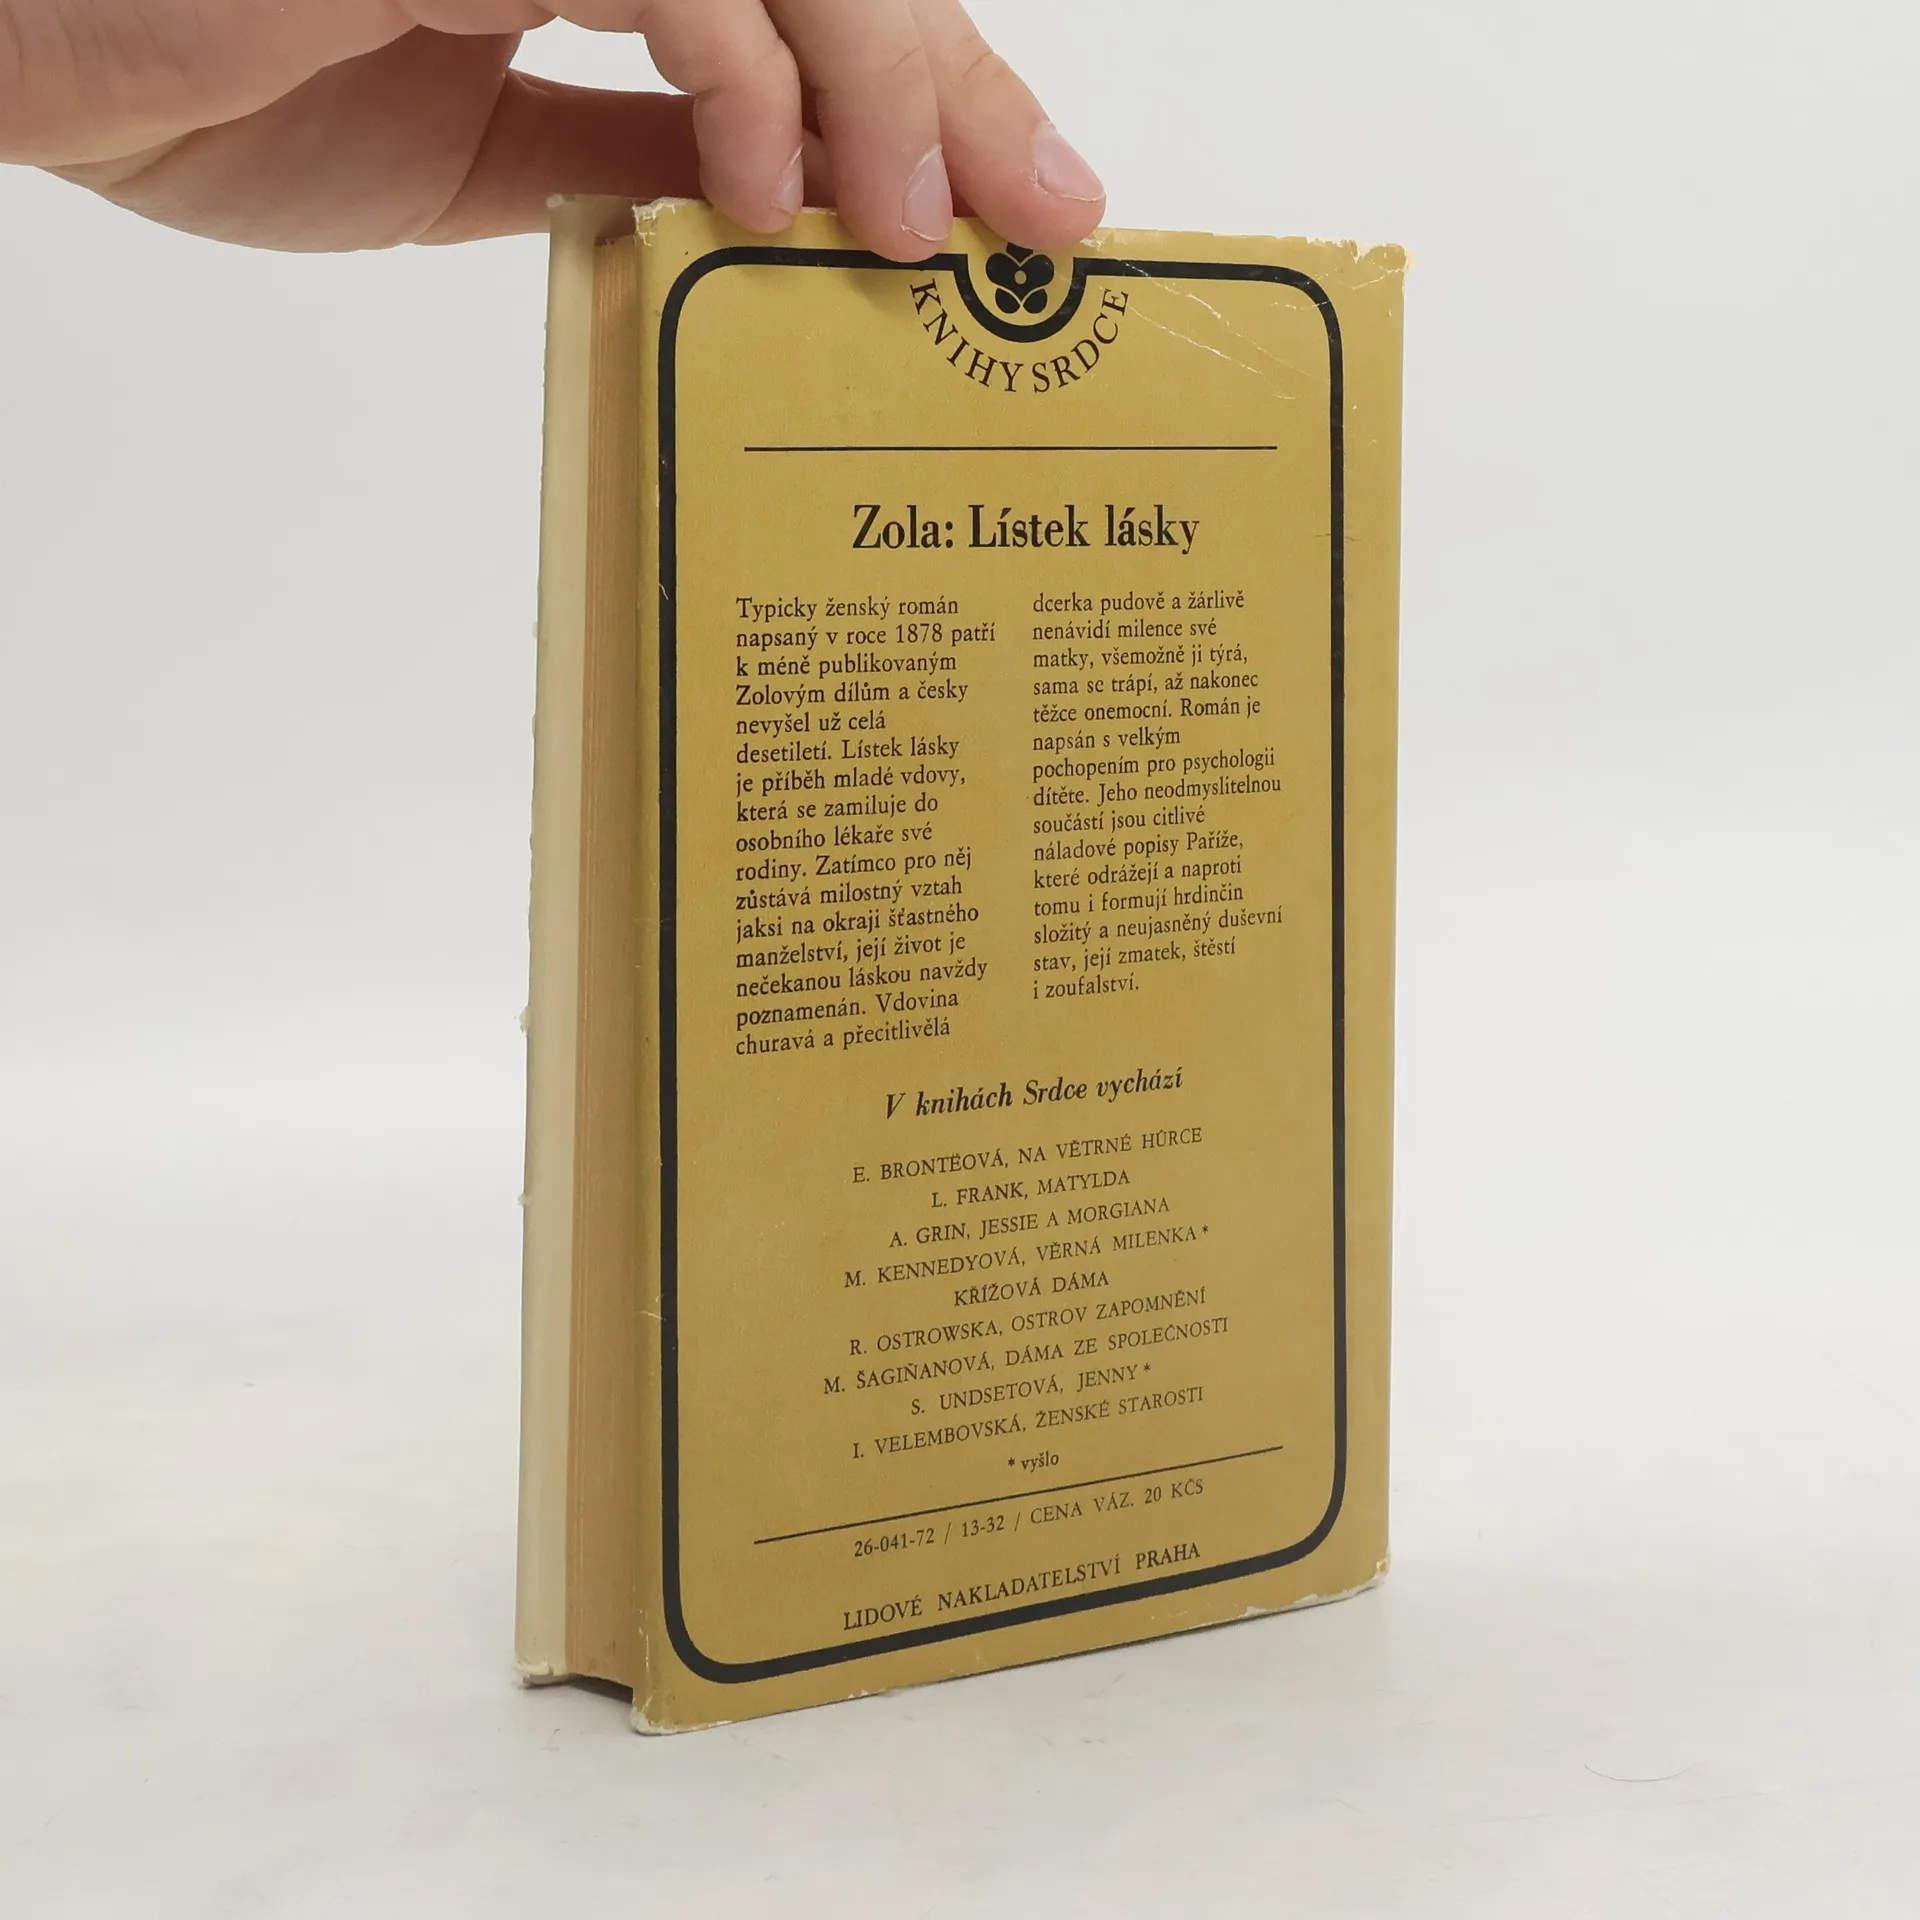 KNIHY SRDCE
Zola: Lístek lásky
Typicky ženský román
napsaný v roce 1878 patří
k méně publikovaným
Zolovým dílům a česky
nevyšel už celá
desetiletí. Lístek lásky
je příběh mladé vdovy,
která se zamiluje do
osobního lékaře své
rodiny. Zatímco pro něj
zůstává milostný vztah
jaksi na okraji šťastného
manželství, její život je
nečekanou láskou navždy
poznamenán. Vdovina
churavá a přecitlivělá
dcerka pudově a žárlivě
nenávidí milence své
matky, všemožně ji týrá,
sama se trápí, až nakonec
těžce onemocní. Román je
napsán s velkým
pochopením pro psychologii
dítěte. Jeho neodmyslitelnou
součástí jsou citlivé
náladové popisy Paříže,
které odrážejí a naproti
tomu i formují hrdinčin
složitý a neujasněný duševní
stav, její zmatek, štěstí
i zoufalství.
V knihách Srdce vychází
E. BRONTËOVÁ, NA VĚTRNÉ HŮRCE
L. FRANK, MATYLDA
A. GRIN, JESSIE A MORGIANA
M. KENNEDYOVÁ, VĚRNÁ MILENKA *
KŘÍŽOVÁ DÁMA
R. OSTROWSKA, OSTROV ZAPOMNĚNÍ
M. ŠAGIŇANOVÁ, DÁMA ZE SPOLEČNOSTI
S. UNDSETOVÁ, JENNY *
I. VELEMBOVSKÁ, ŽENSKÉ STAROSTI
* vyšlo
26-041-72 / 13-32 / CENA VÁZ. 20 KČS
LIDOVÉ NAKLADATELSTVÍ PRAHA